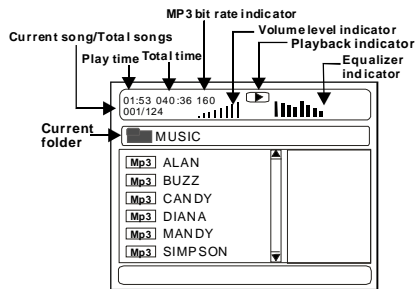 MP3 bit rate indicator
Volume level indicator
Current song/Total songs
Playback indicator
Play time Total time
Equalizer
indicator
01:53 040:36 160
001/124
Current
folder
MUSIC
Mp3 ALAN
Mp3 BUZZ
Mp3 CANDY
Mp3 DIANA
Mp3 MANDY
Mp3 SIMPSON